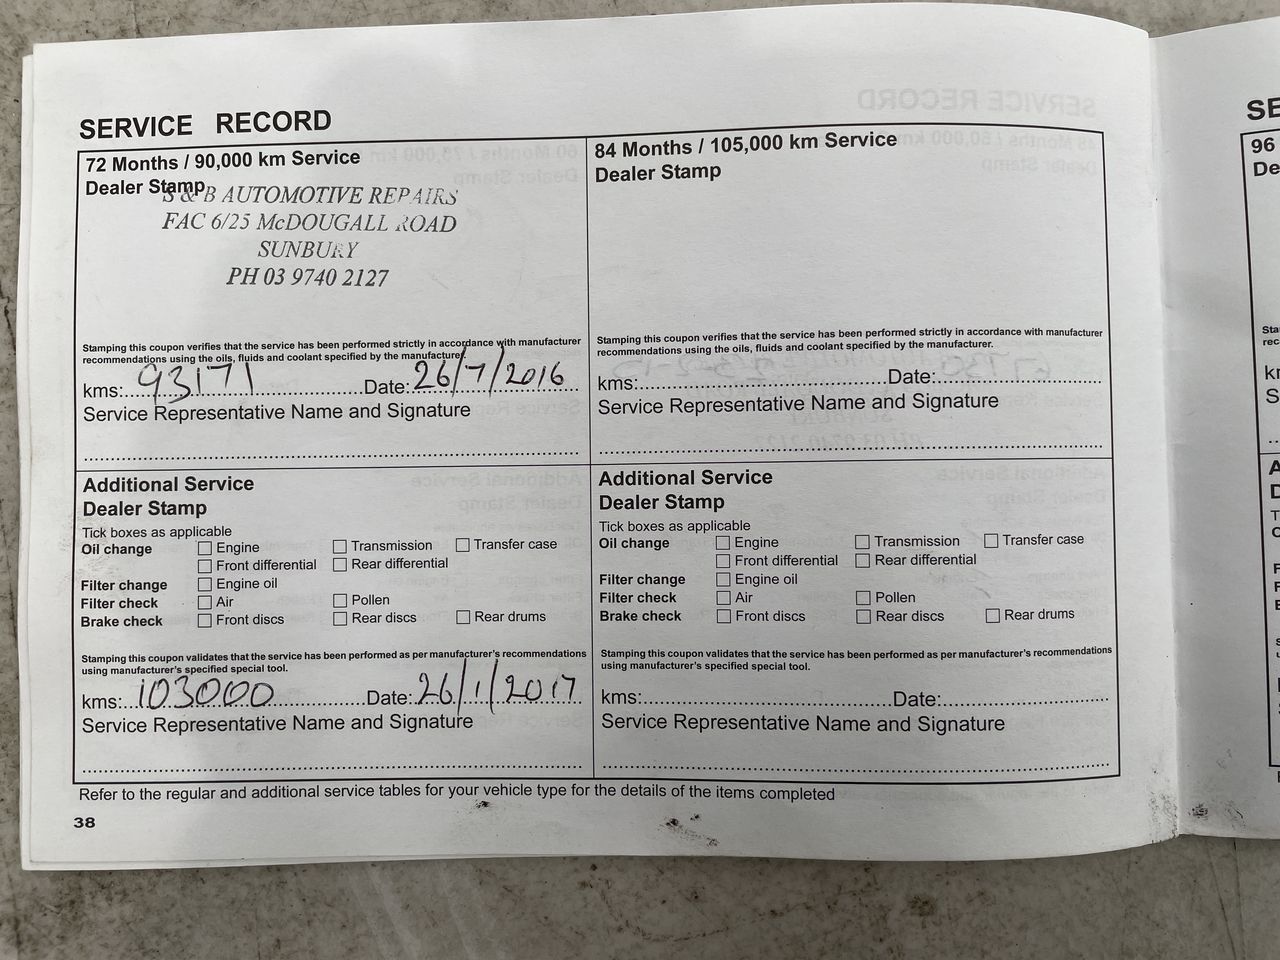 SERVICE RECORD
72 Months / 90,000 km Service
Dealer Stamp
S & B AUTOMOTIVE REPAIRS
FAC 6/25 McDOUGALL ROAD
SUNBURY
PH 03 9740 2127
Stamping this coupon verifies that the service has been performed strictly in accordance with manufacturer
recommendations using the oils, fluids and coolant specified by the manufacturer.
kms: 93171 Date: 26/7/2016
Service Representative Name and Signature
84 Months / 105,000 km Service
Dealer Stamp
Stamping this coupon verifies that the service has been performed strictly in accordance with manufacturer
recommendations using the oils, fluids and coolant specified by the manufacturer.
kms: Date:
Service Representative Name and Signature
Additional Service
Dealer Stamp
Tick boxes as applicable
Oil change Engine Transmission Transfer case
Front differential Rear differential
Filter change Engine oil
Filter check Air Pollen
Brake check Front discs Rear discs Rear drums
Stamping this coupon validates that the service has been performed as per manufacturer's recommendations
using manufacturer's specified special tool.
kms: 103000 Date: 26/1/2017
Service Representative Name and Signature
Additional Service
Dealer Stamp
Tick boxes as applicable
Oil change Engine Transmission Transfer case
Front differential Rear differential
Filter change Engine oil
Filter check Air Pollen
Brake check Front discs Rear discs Rear drums
Stamping this coupon validates that the service has been performed as per manufacturer's recommendations
using manufacturer's specified special tool.
kms: Date:
Service Representative Name and Signature
Refer to the regular and additional service tables for your vehicle type for the details of the items completed
38
96